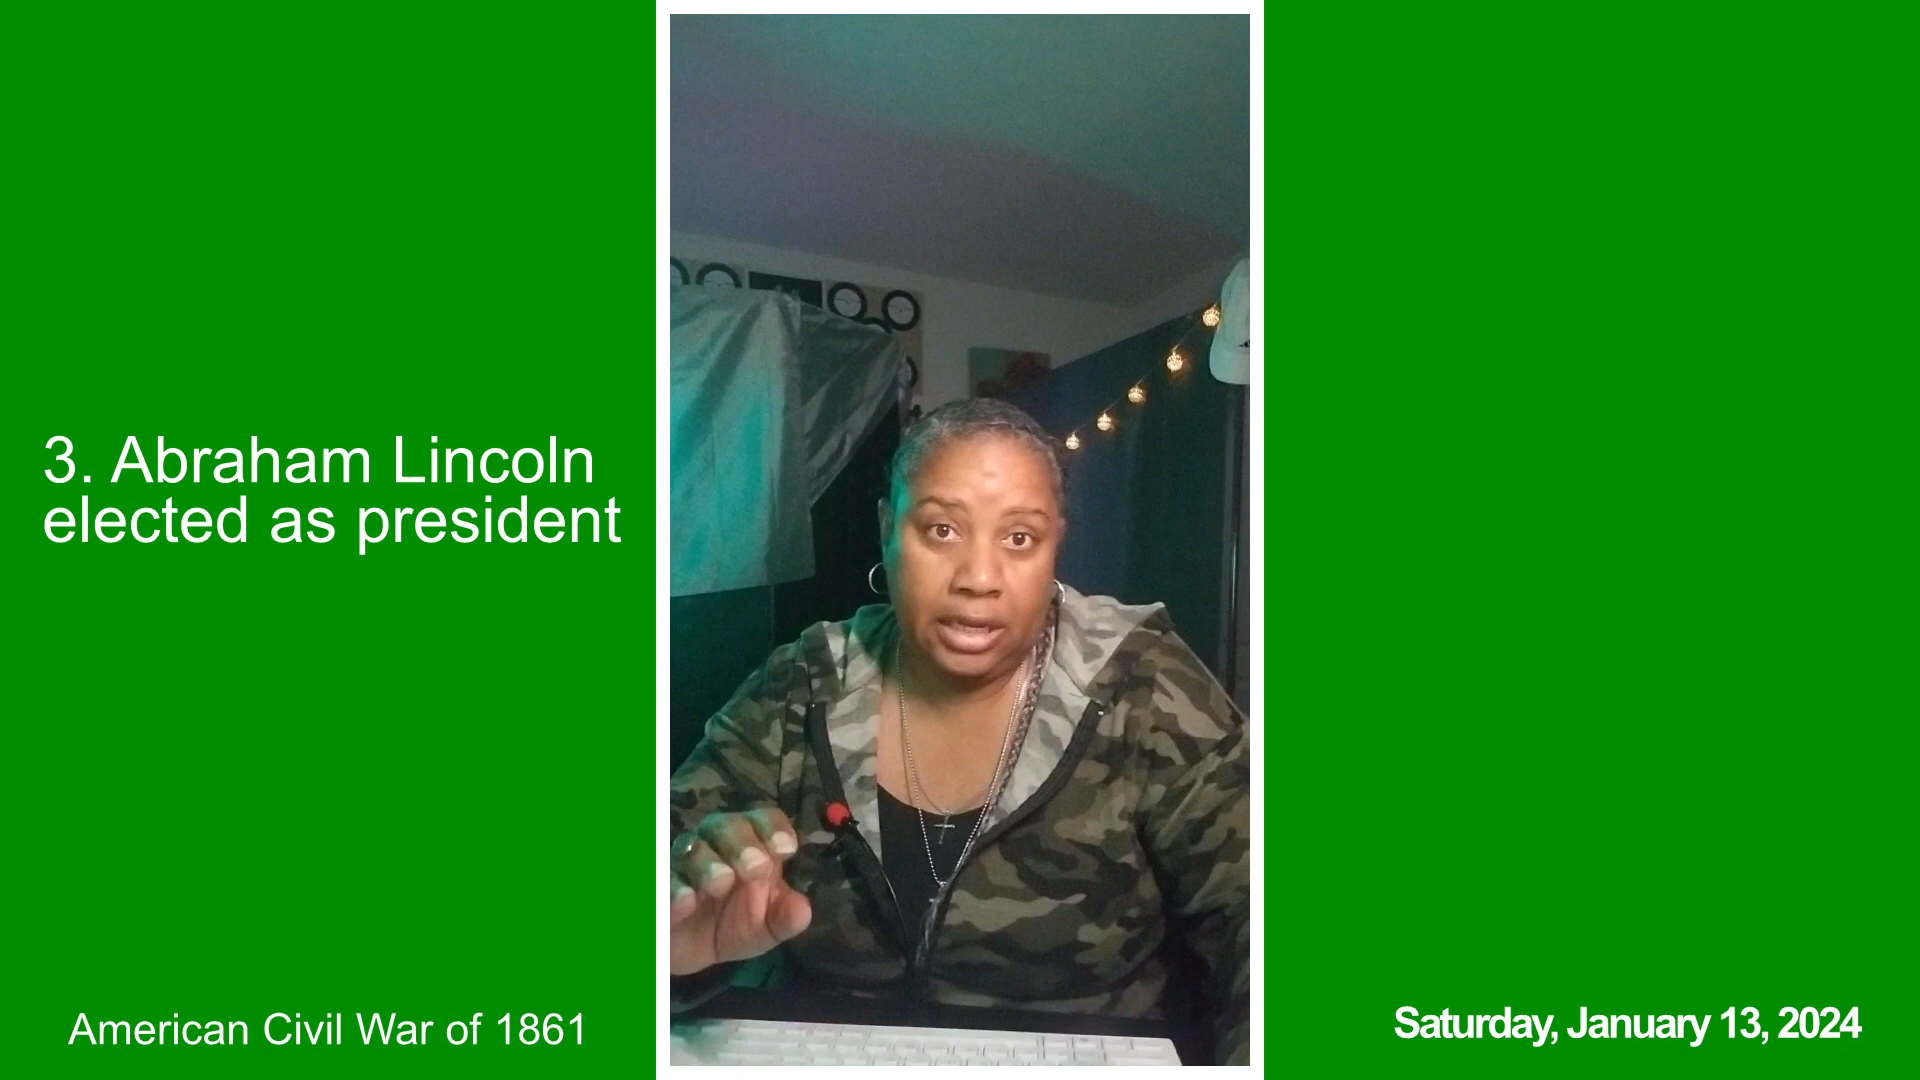 3. Abraham Lincoln
elected as president
American Civil War of 1861
Saturday, January 13, 2024